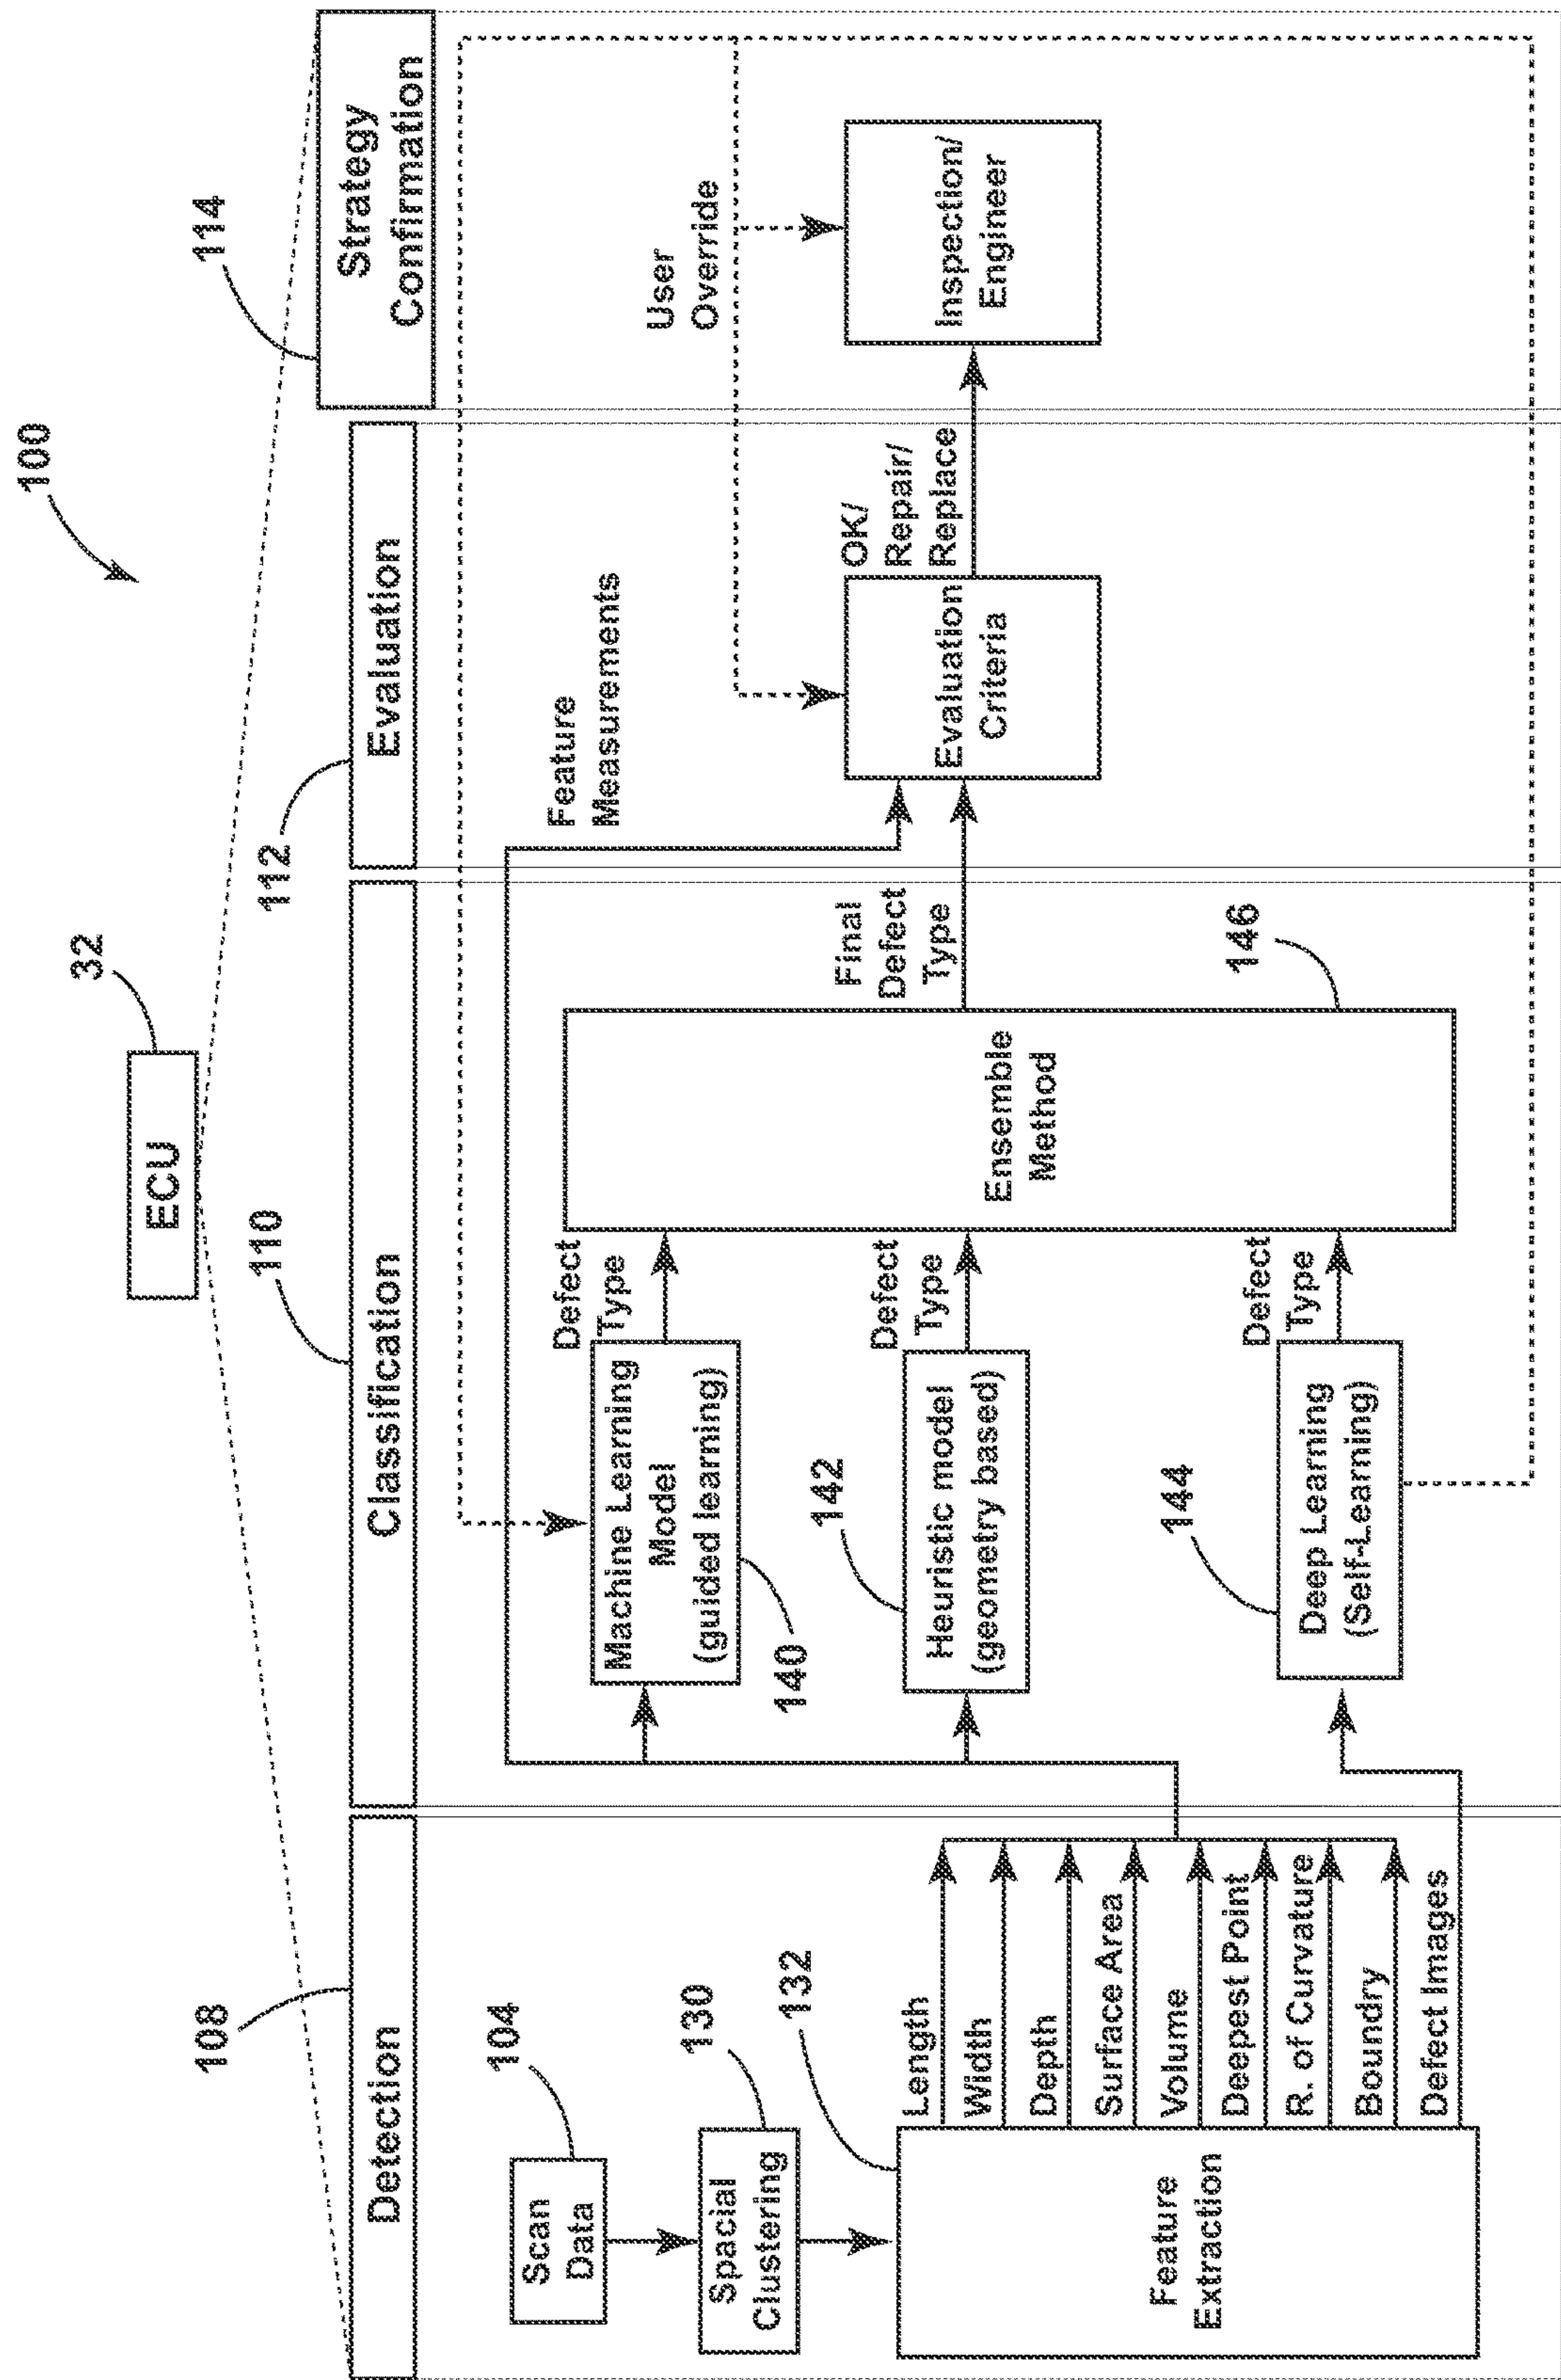 100
32
ECU
108
Detection
110
Classification
112
Evaluation
114
Strategy
Confirmation
104
Scan
Data
130
Spacial
Clustering
132
Feature
Extraction
Length
Width
Depth
Surface Area
Volume
Deepest Point
R. of Curvature
Boundry
Defect Images
Machine Learning
Model
(guided learning)
140
Defect
Type
142
Heuristic model
(geometry based)
Defect
Type
144
Deep Learning
(Self-Learning)
Defect
Type
Ensemble
Method
146
Final
Defect
Type
Feature
Measurements
Evaluation
Criteria
OK/
Repair/
Replace
User
Override
Inspection/
Engineer